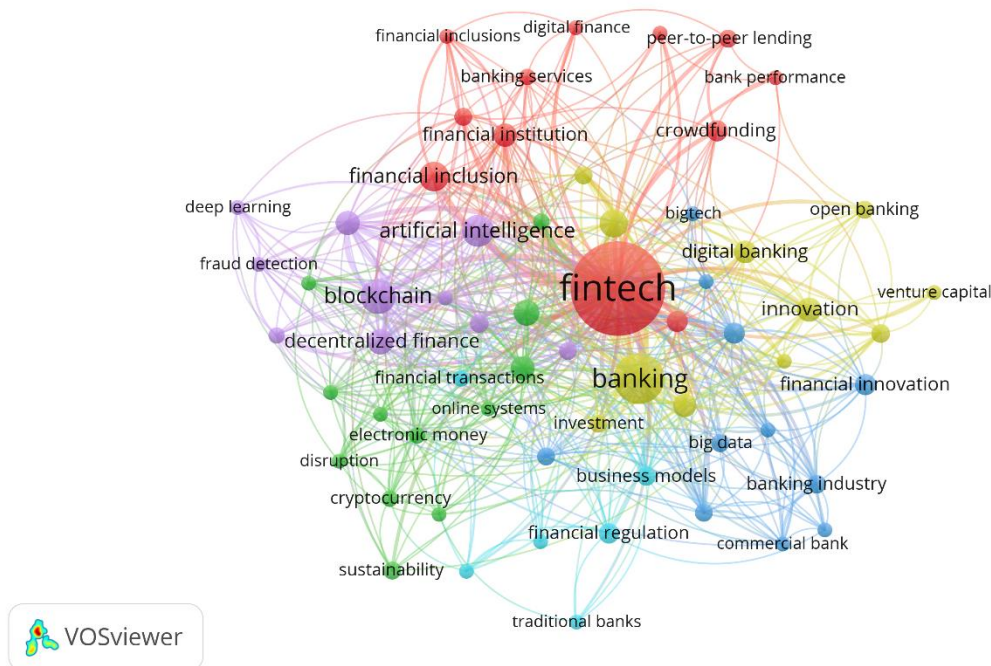 financial inclusions
digital finance
peer-to-peer lending
banking services
bank performance
financial institution
crowdfunding
financial inclusion
deep learning
artificial intelligence
bigtech
open banking
digital banking
fraud detection
fintech
blockchain
venture capital
innovation
decentralized finance
financial transactions
banking
financial innovation
online systems
investment
electronic money
big data
disruption
business models
banking industry
cryptocurrency
financial regulation
commercial bank
sustainability
traditional banks
VOSviewer